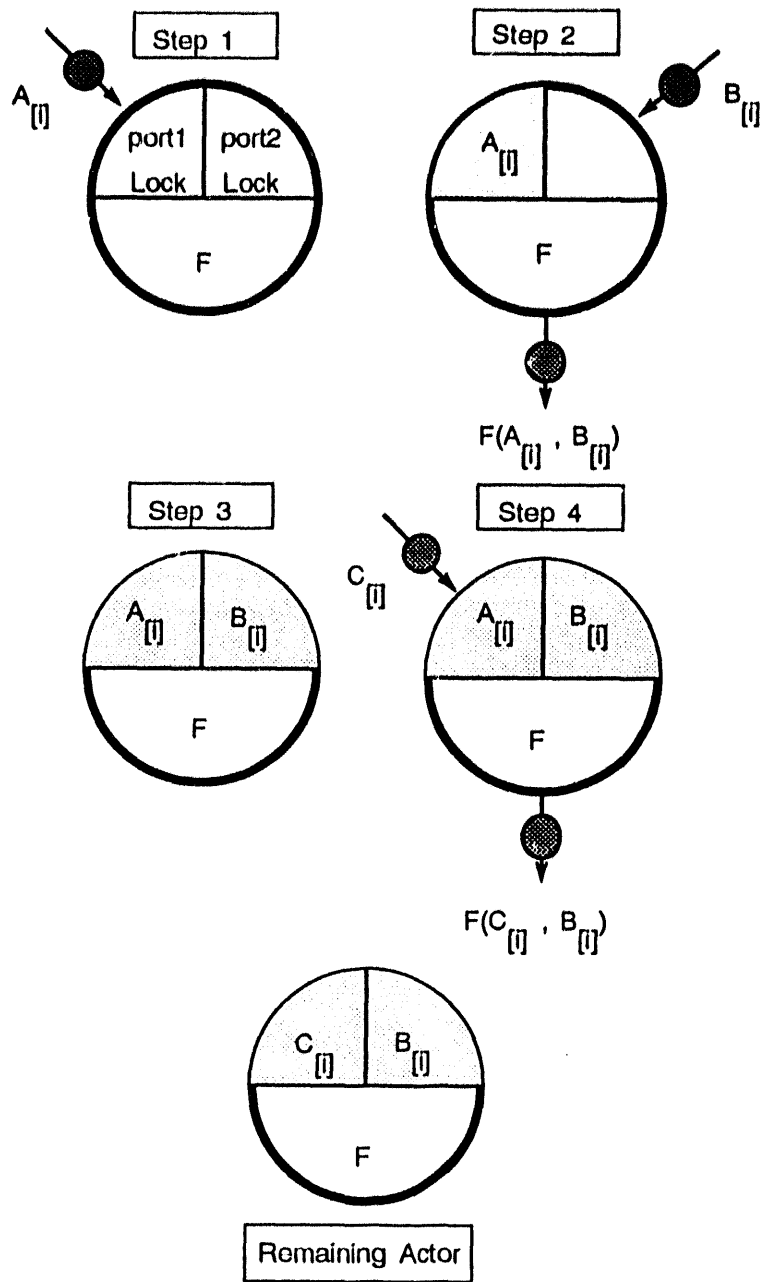 Step 1
Step 2
A[i]
B[i]
port1 port2
Lock Lock
F
A[i]
F
F(A[i] , B[i])
Step 3
Step 4
C[i]
A[i] B[i]
F
A[i] B[i]
F
F(C[i] , B[i])
C[i] B[i]
F
Remaining Actor